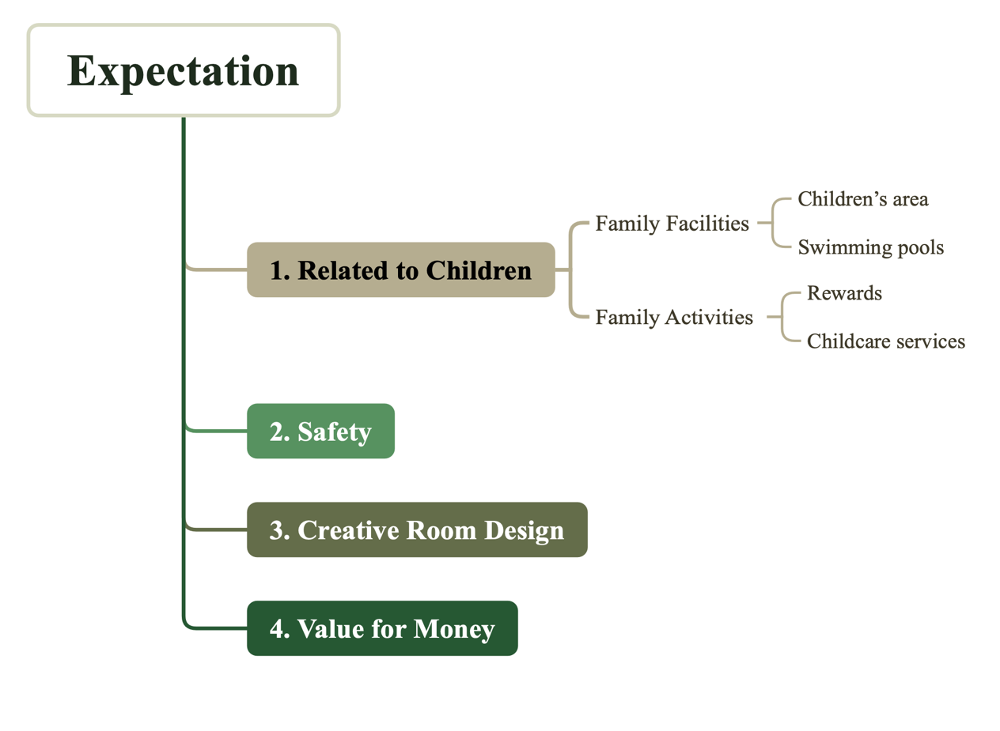 Expectation
1. Related to Children
Family Facilities
Children’s area
Swimming pools
Family Activities
Rewards
Childcare services
2. Safety
3. Creative Room Design
4. Value for Money